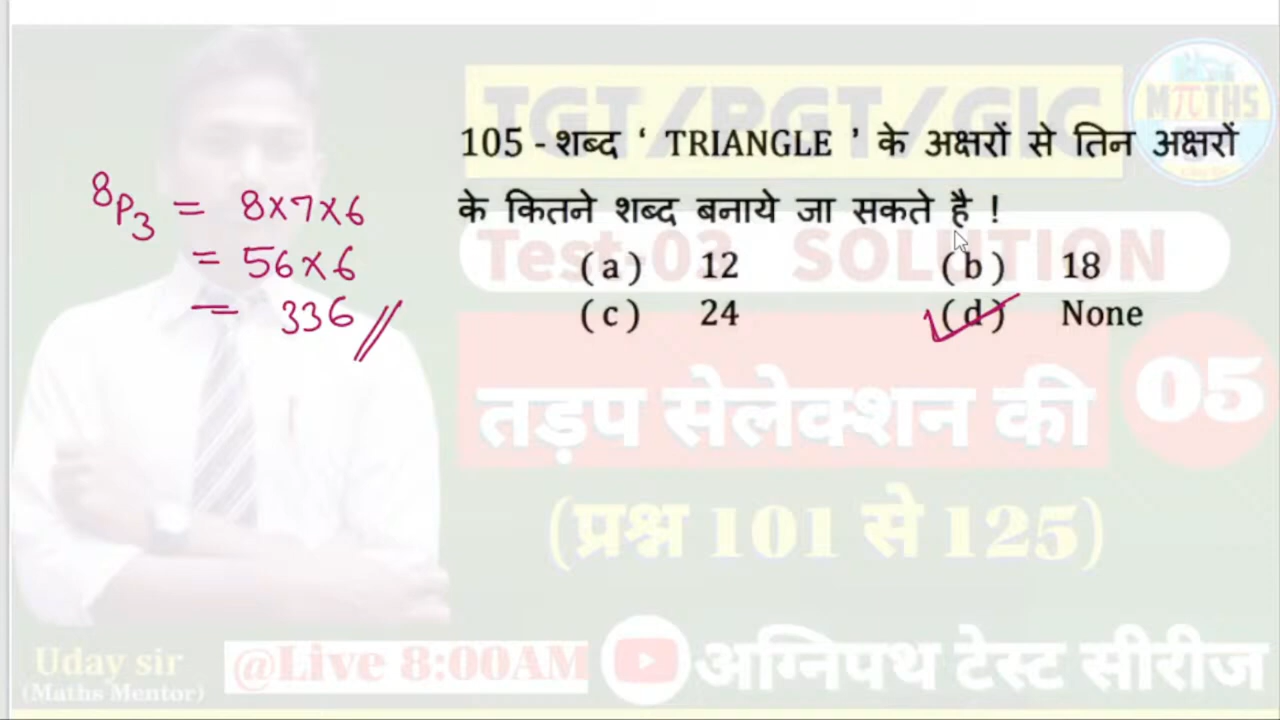 TGT/PGT/GIC
MπTHS
105 - शब्द ‘ TRIANGLE ’ के अक्षरों से तिन अक्षरों
के कितने शब्द बनाये जा सकते है !
(a) 12 (b) 18
(c) 24 (d) None
8P3 = 8×7×6
= 56×6
= 336
Test-03 SOLUTION
तड़प सेलेक्शन की
05
(प्रश्न 101 से 125)
Uday sir
(Maths Mentor)
@Live 8:00AM
अग्निपथ टेस्ट सीरीज